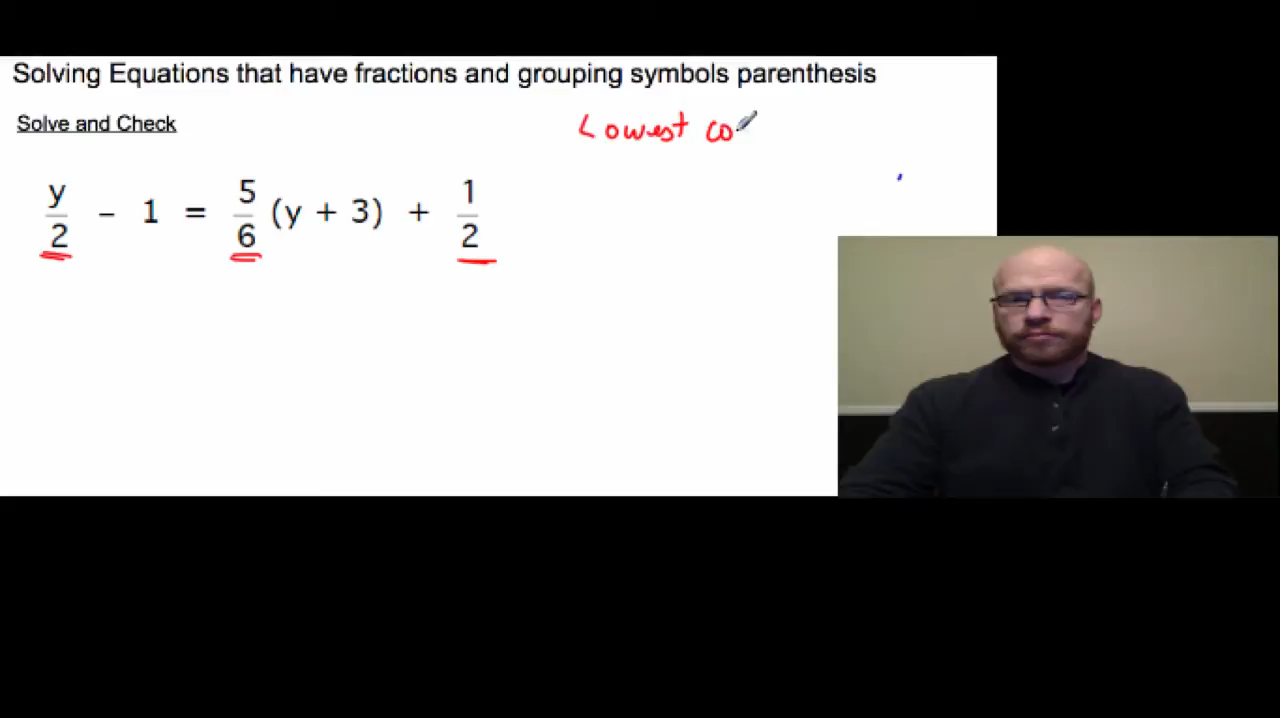 Solving Equations that have fractions and grouping symbols parenthesis
Solve and Check
Lowest co
y/2 - 1 = 5/6 (y + 3) + 1/2